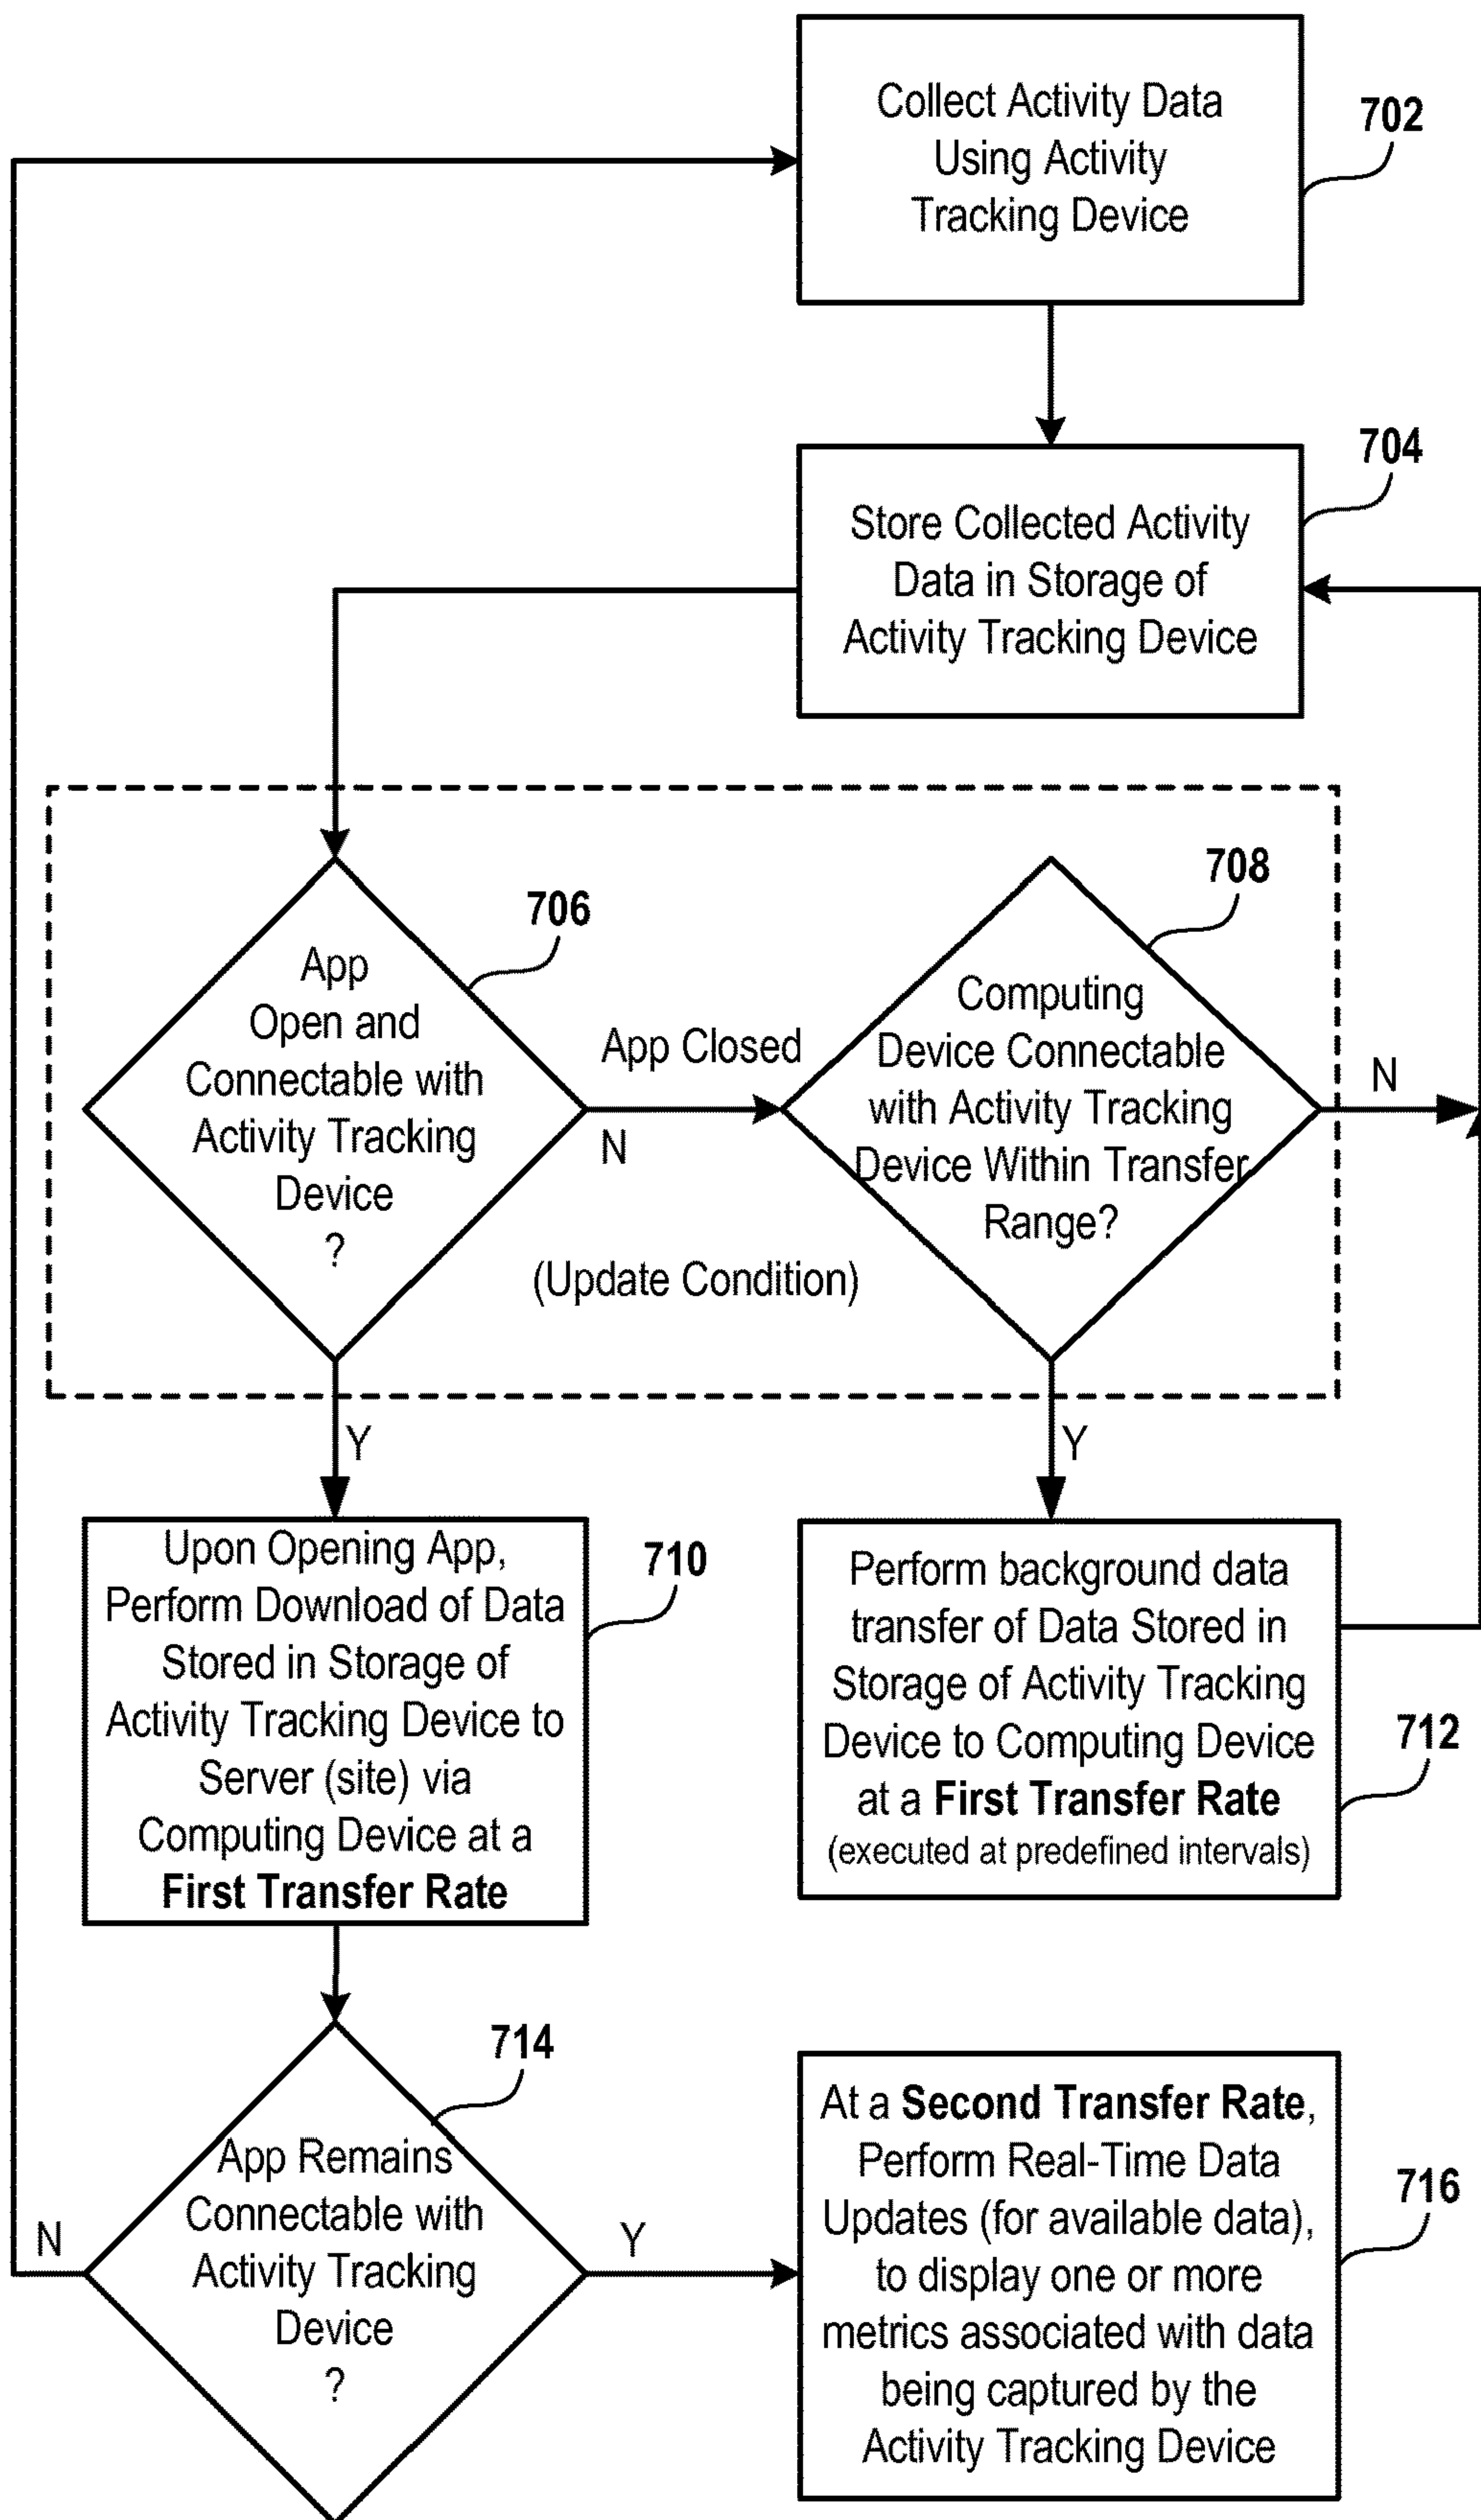 Collect Activity Data
Using Activity
Tracking Device
702
704
Store Collected Activity
Data in Storage of
Activity Tracking Device
706
App
Open and
Connectable with
Activity Tracking
Device
?
App Closed
N
708
Computing
Device Connectable
with Activity Tracking
Device Within Transfer
Range?
N
(Update Condition)
Y
Y
Upon Opening App,
Perform Download of Data
Stored in Storage of
Activity Tracking Device to
Server (site) via
Computing Device at a
First Transfer Rate
710
Perform background data
transfer of Data Stored in
Storage of Activity Tracking
Device to Computing Device
at a First Transfer Rate
(executed at predefined intervals)
712
714
App Remains
Connectable with
Activity Tracking
Device
?
N
Y
At a Second Transfer Rate,
Perform Real-Time Data
Updates (for available data),
to display one or more
metrics associated with data
being captured by the
Activity Tracking Device
716